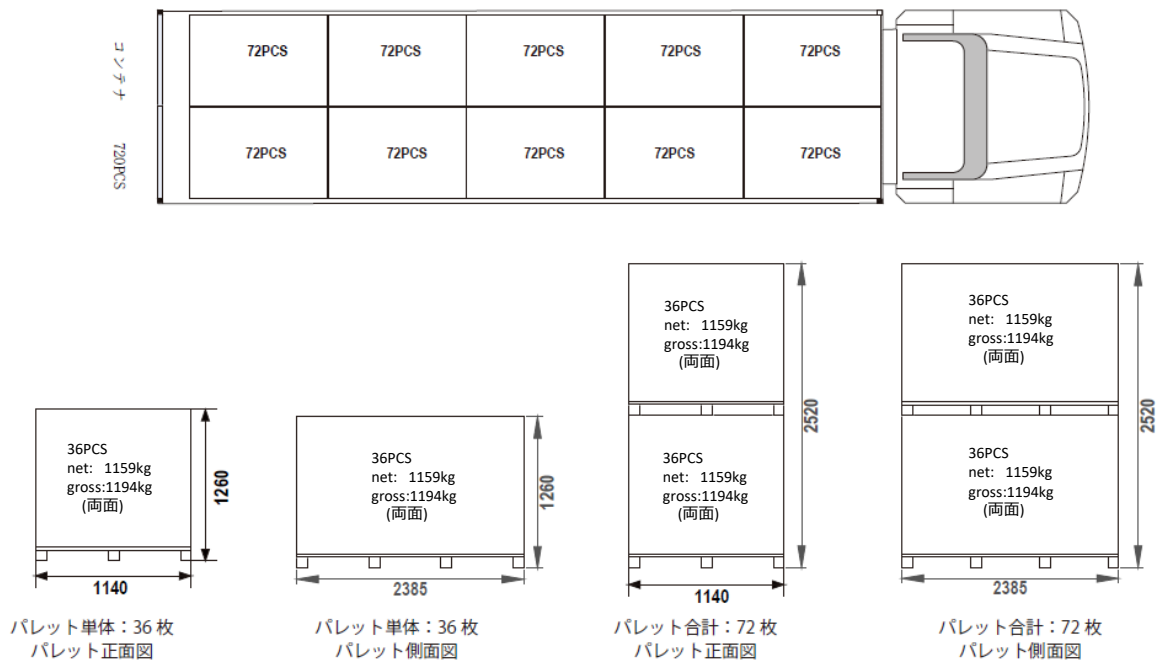 コンテナ 720PCS
72PCS 72PCS 72PCS 72PCS 72PCS
72PCS 72PCS 72PCS 72PCS 72PCS
36PCS
net: 1159kg
gross:1194kg
(両面)
1260
1140
パレット単体：36 枚
パレット正面図
36PCS
net: 1159kg
gross:1194kg
(両面)
1260
2385
パレット単体：36 枚
パレット側面図
36PCS
net: 1159kg
gross:1194kg
(両面)
36PCS
net: 1159kg
gross:1194kg
(両面)
2520
1140
パレット合計：72 枚
パレット正面図
36PCS
net: 1159kg
gross:1194kg
(両面)
36PCS
net: 1159kg
gross:1194kg
(両面)
2520
2385
パレット合計：72 枚
パレット側面図